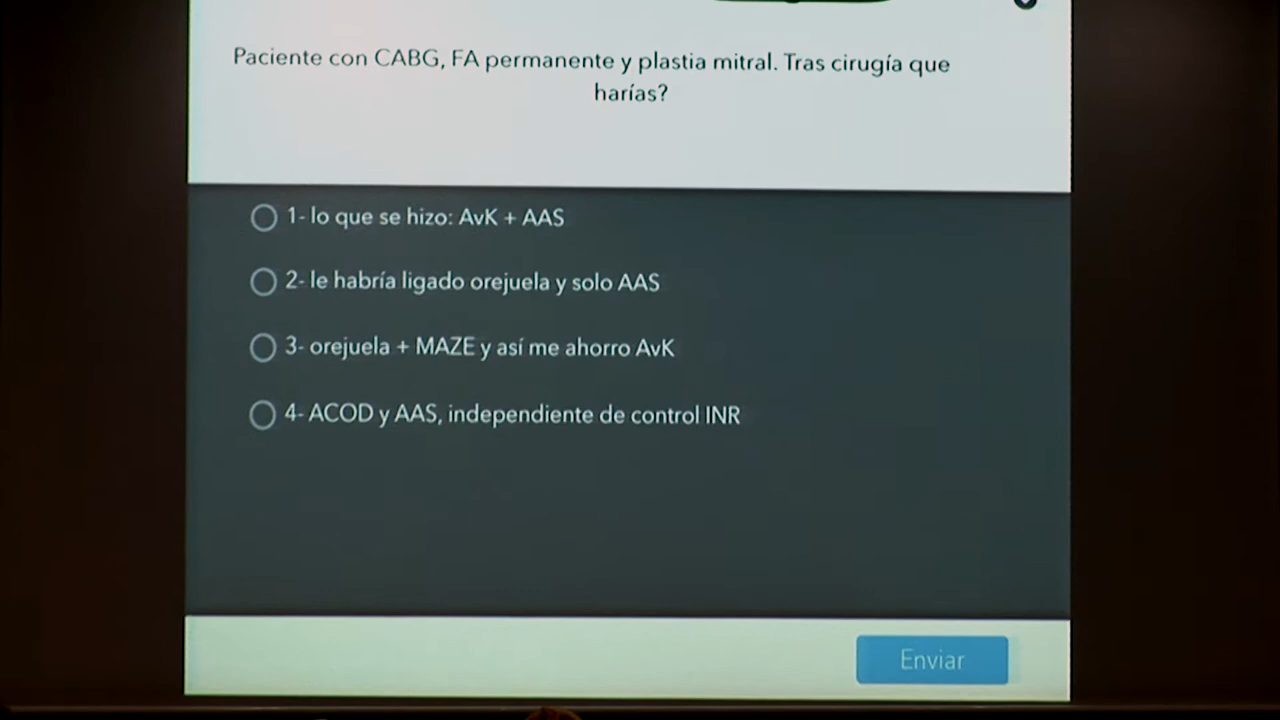 Paciente con CABG, FA permanente y plastia mitral. Tras cirugía que
harías?
1- lo que se hizo: AvK + AAS
2- le habría ligado orejuela y solo AAS
3- orejuela + MAZE y así me ahorro AvK
4- ACOD y AAS, independiente de control INR
Enviar